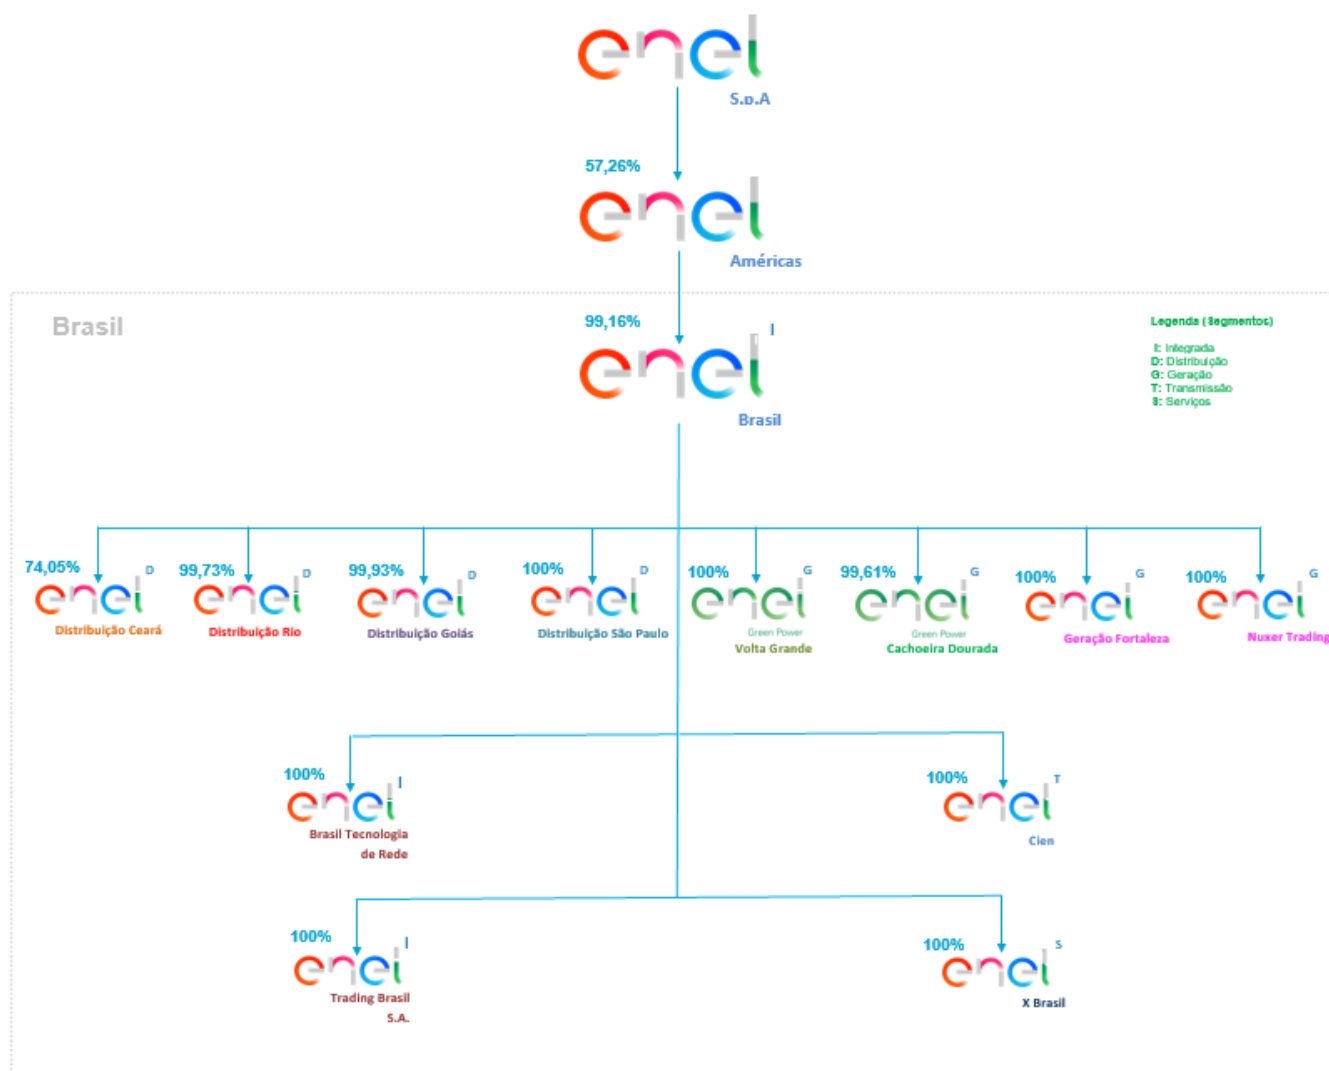 enel
S.p.A
57,26%
enel
Américas
Brasil
99,16%
I
enel
Brasil
Legenda (Segmentos)
I: Integrada
D: Distribuição
G: Geração
T: Transmissão
S: Serviços
74,05%
enel
D
Distribuição Ceará
99,73%
enel
D
Distribuição Rio
99,93%
enel
D
Distribuição Goiás
100%
enel
D
Distribuição São Paulo
100%
enel
G
Green Power
Volta Grande
99,61%
enel
G
Green Power
Cachoeira Dourada
100%
enel
G
Geração Fortaleza
100%
enel
G
Nuxer Trading
100%
enel
I
Brasil Tecnologia
de Rede
100%
enel
T
Cien
100%
enel
I
Trading Brasil
S.A.
100%
enel
S
X Brasil